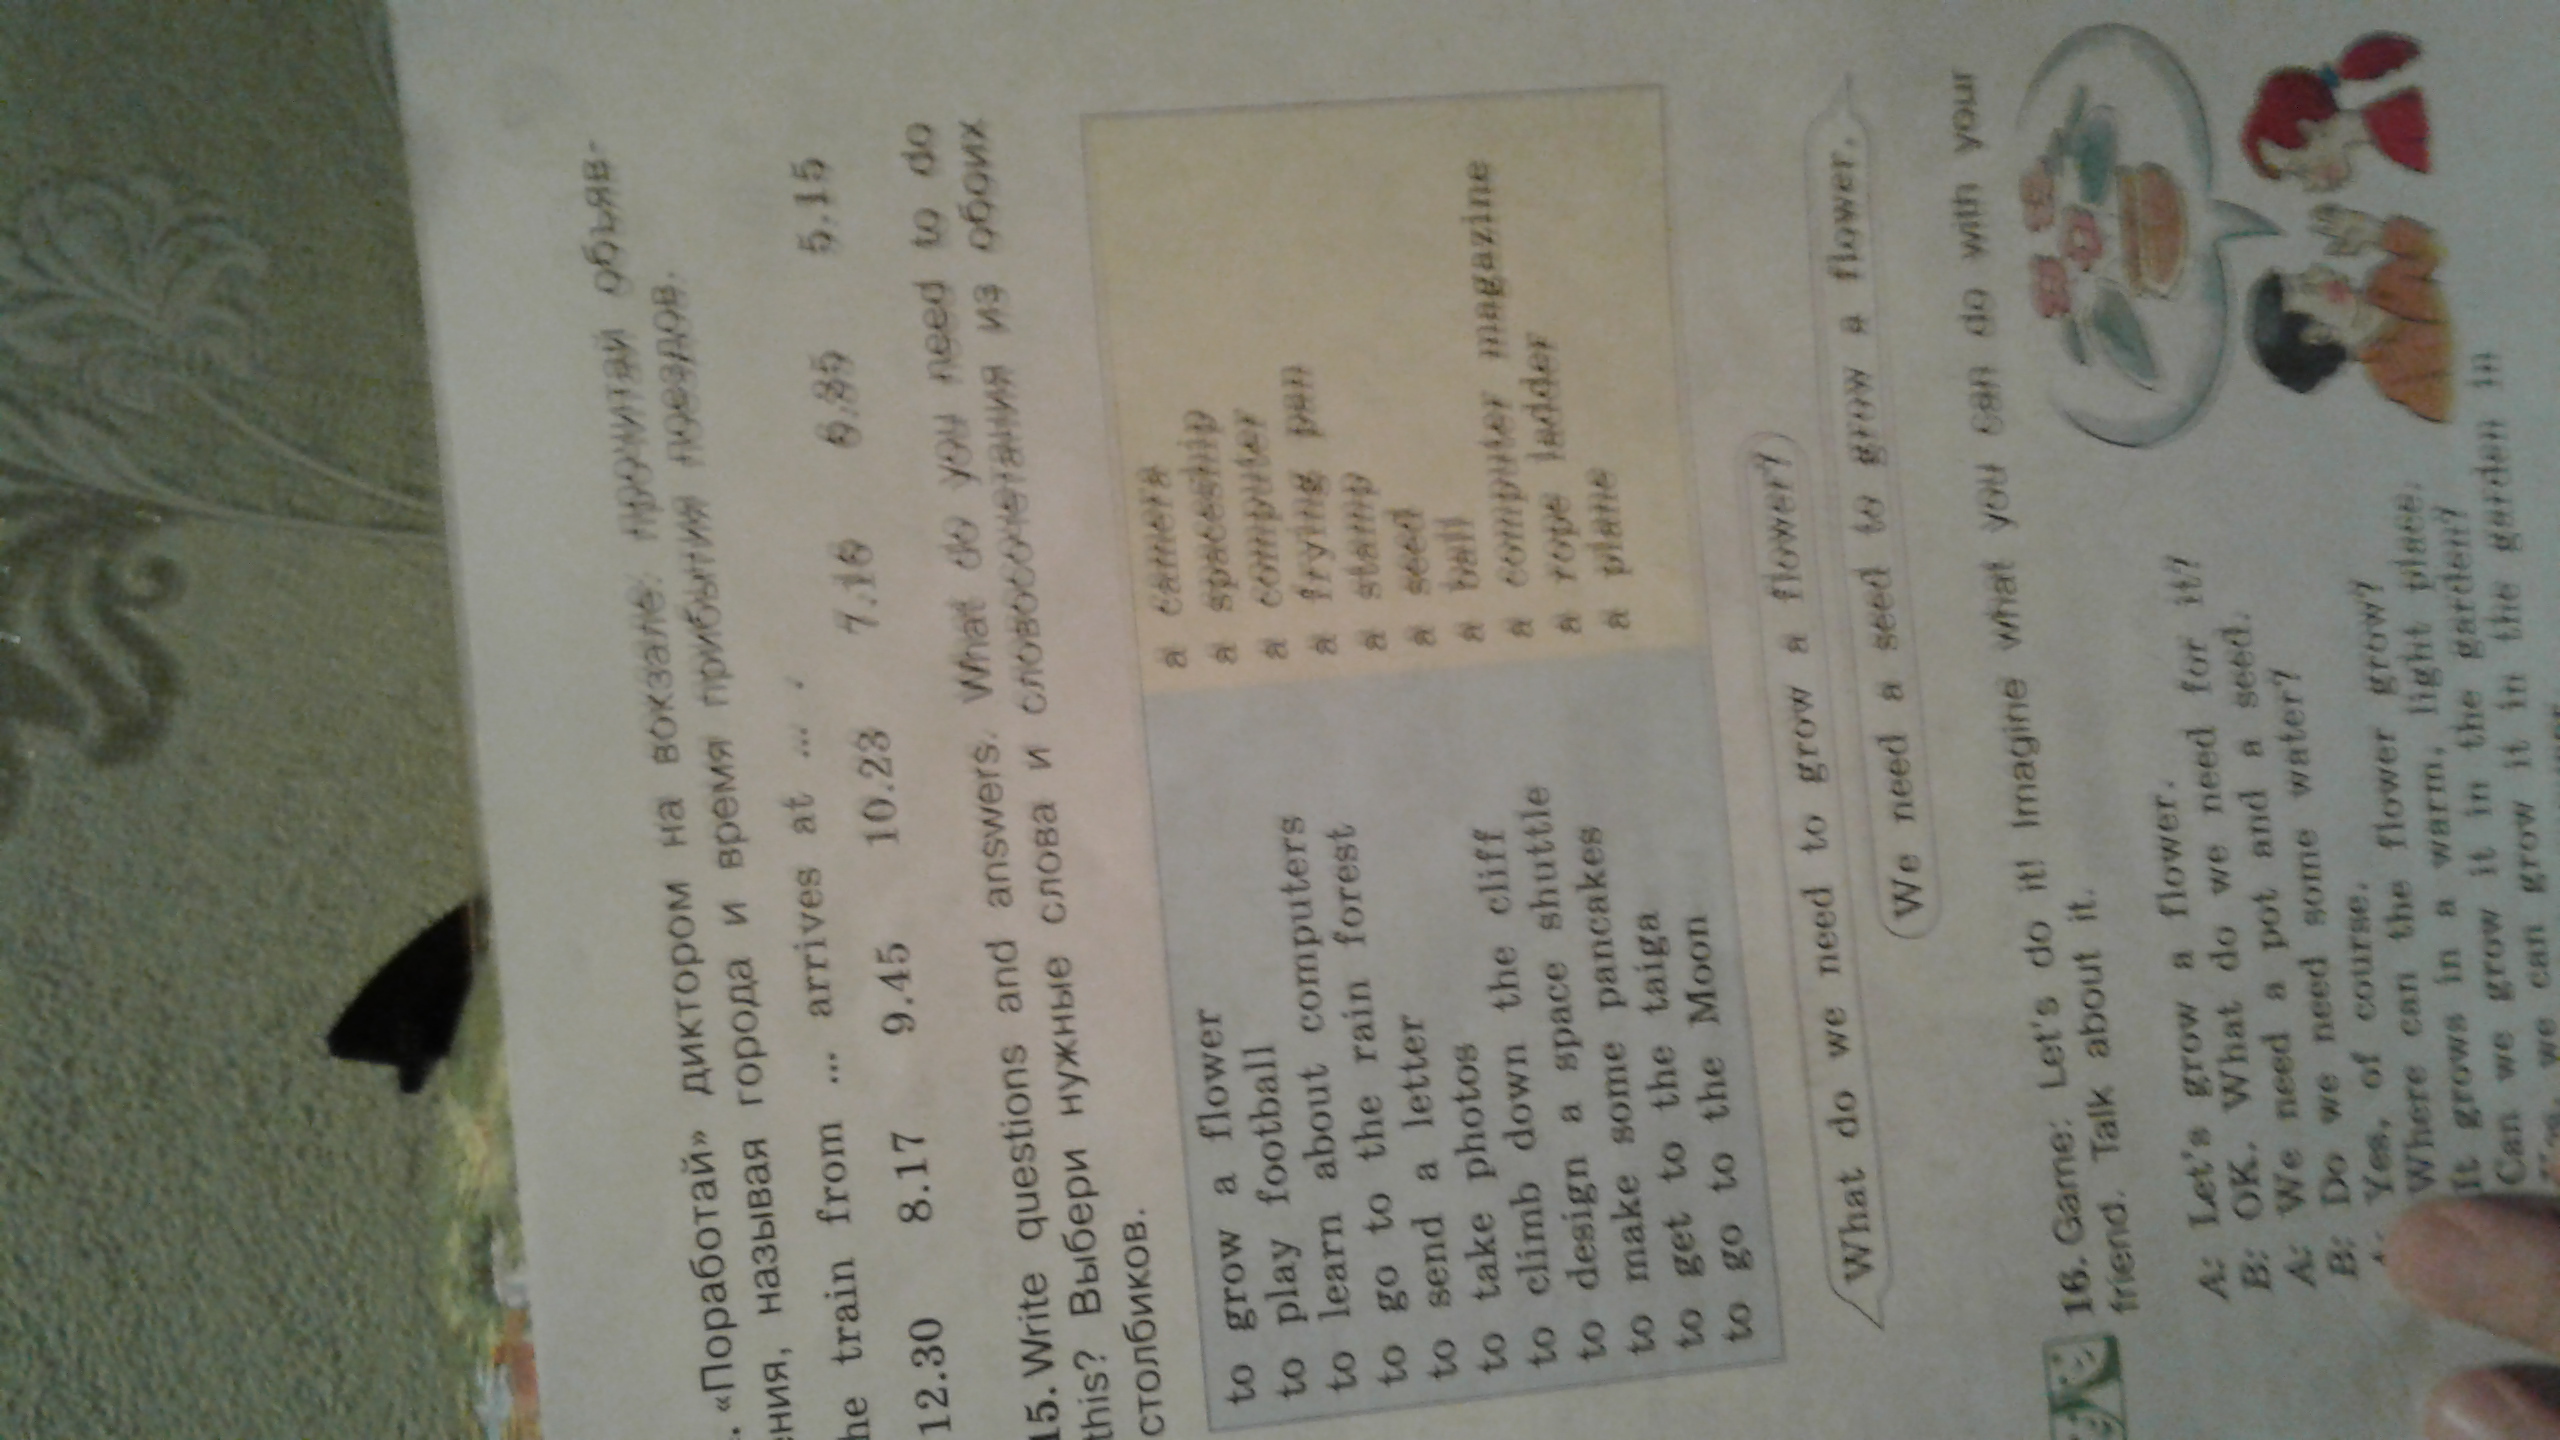 . «Поработай» диктором на вокзале: прочитай объяв-
ения, называя города и время прибытия поездов.
he train from ... arrives at ... .
12.30 8.17 9.45 10.23 7.16 5.15
15. Write questions and answers. What do you need to do
this? Выбери нужные слова и словосочетания из обоих
столбиков.
to grow a flower
to play football
to learn about computers
to go to the rain forest
to send a letter
to take photos
to climb down the cliff
to design a space shuttle
to make some pancakes
to get to the taiga
to go to the Moon
a camera
a spaceship
a computer
a frying pan
a stamp
a seed
a ball
a computer magazine
a rope ladder
a plane
What do we need to grow a flower?
We need a seed to grow a flower.
16. Game: Let's do it! Imagine what you can do with your
friend. Talk about it.
A: Let's grow a flower.
B: OK. What do we need for it?
A: We need a pot and a seed.
B: Do we need some water?
Yes, of course.
Where can the flower grow?
It grows in a warm, light place.
Can we grow it in the garden?
we can grow it in the garden in